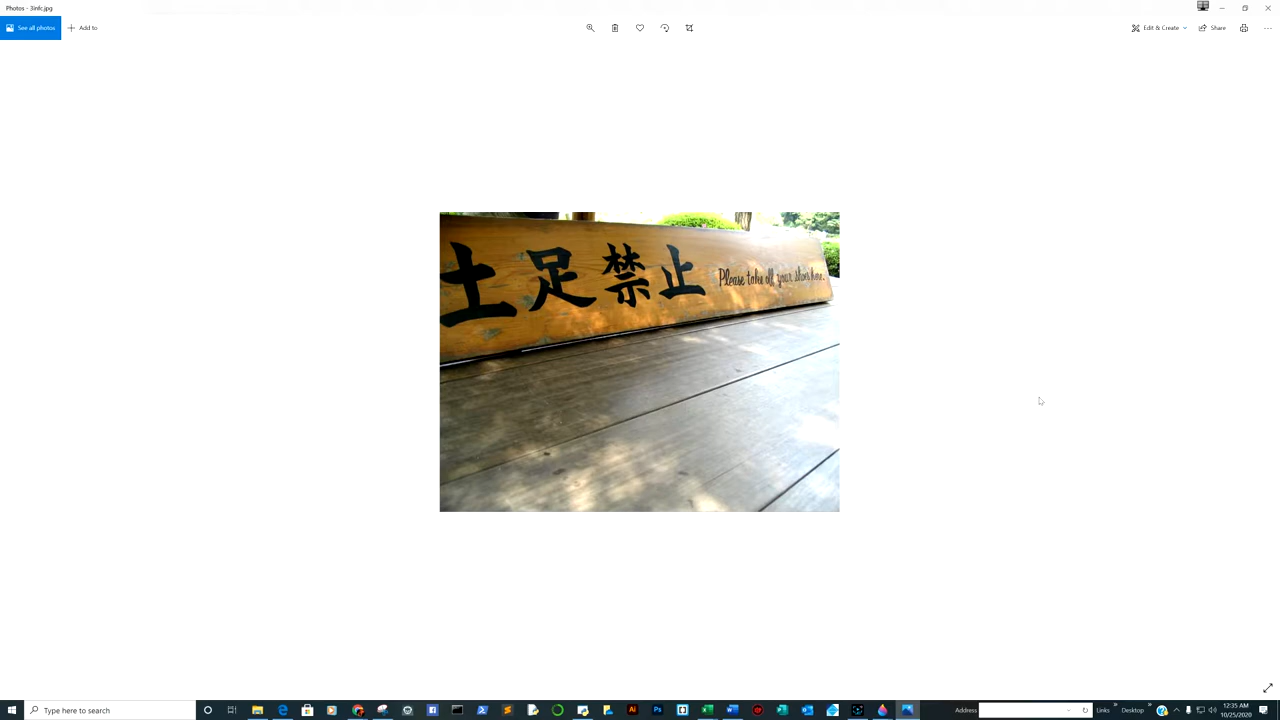 Photos - 3infc.jpg
See all photos
Add to
Edit & Create
Share
土足禁止
Please take off your shoes here.
Type here to search
Address
Links
Desktop
12:35 AM
10/25/2020